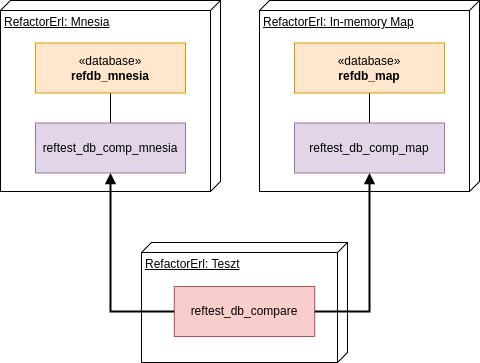 RefactorErl: Mnesia
«database»
refdb_mnesia
reftest_db_comp_mnesia
RefactorErl: In-memory Map
«database»
refdb_map
reftest_db_comp_map
RefactorErl: Teszt
reftest_db_compare